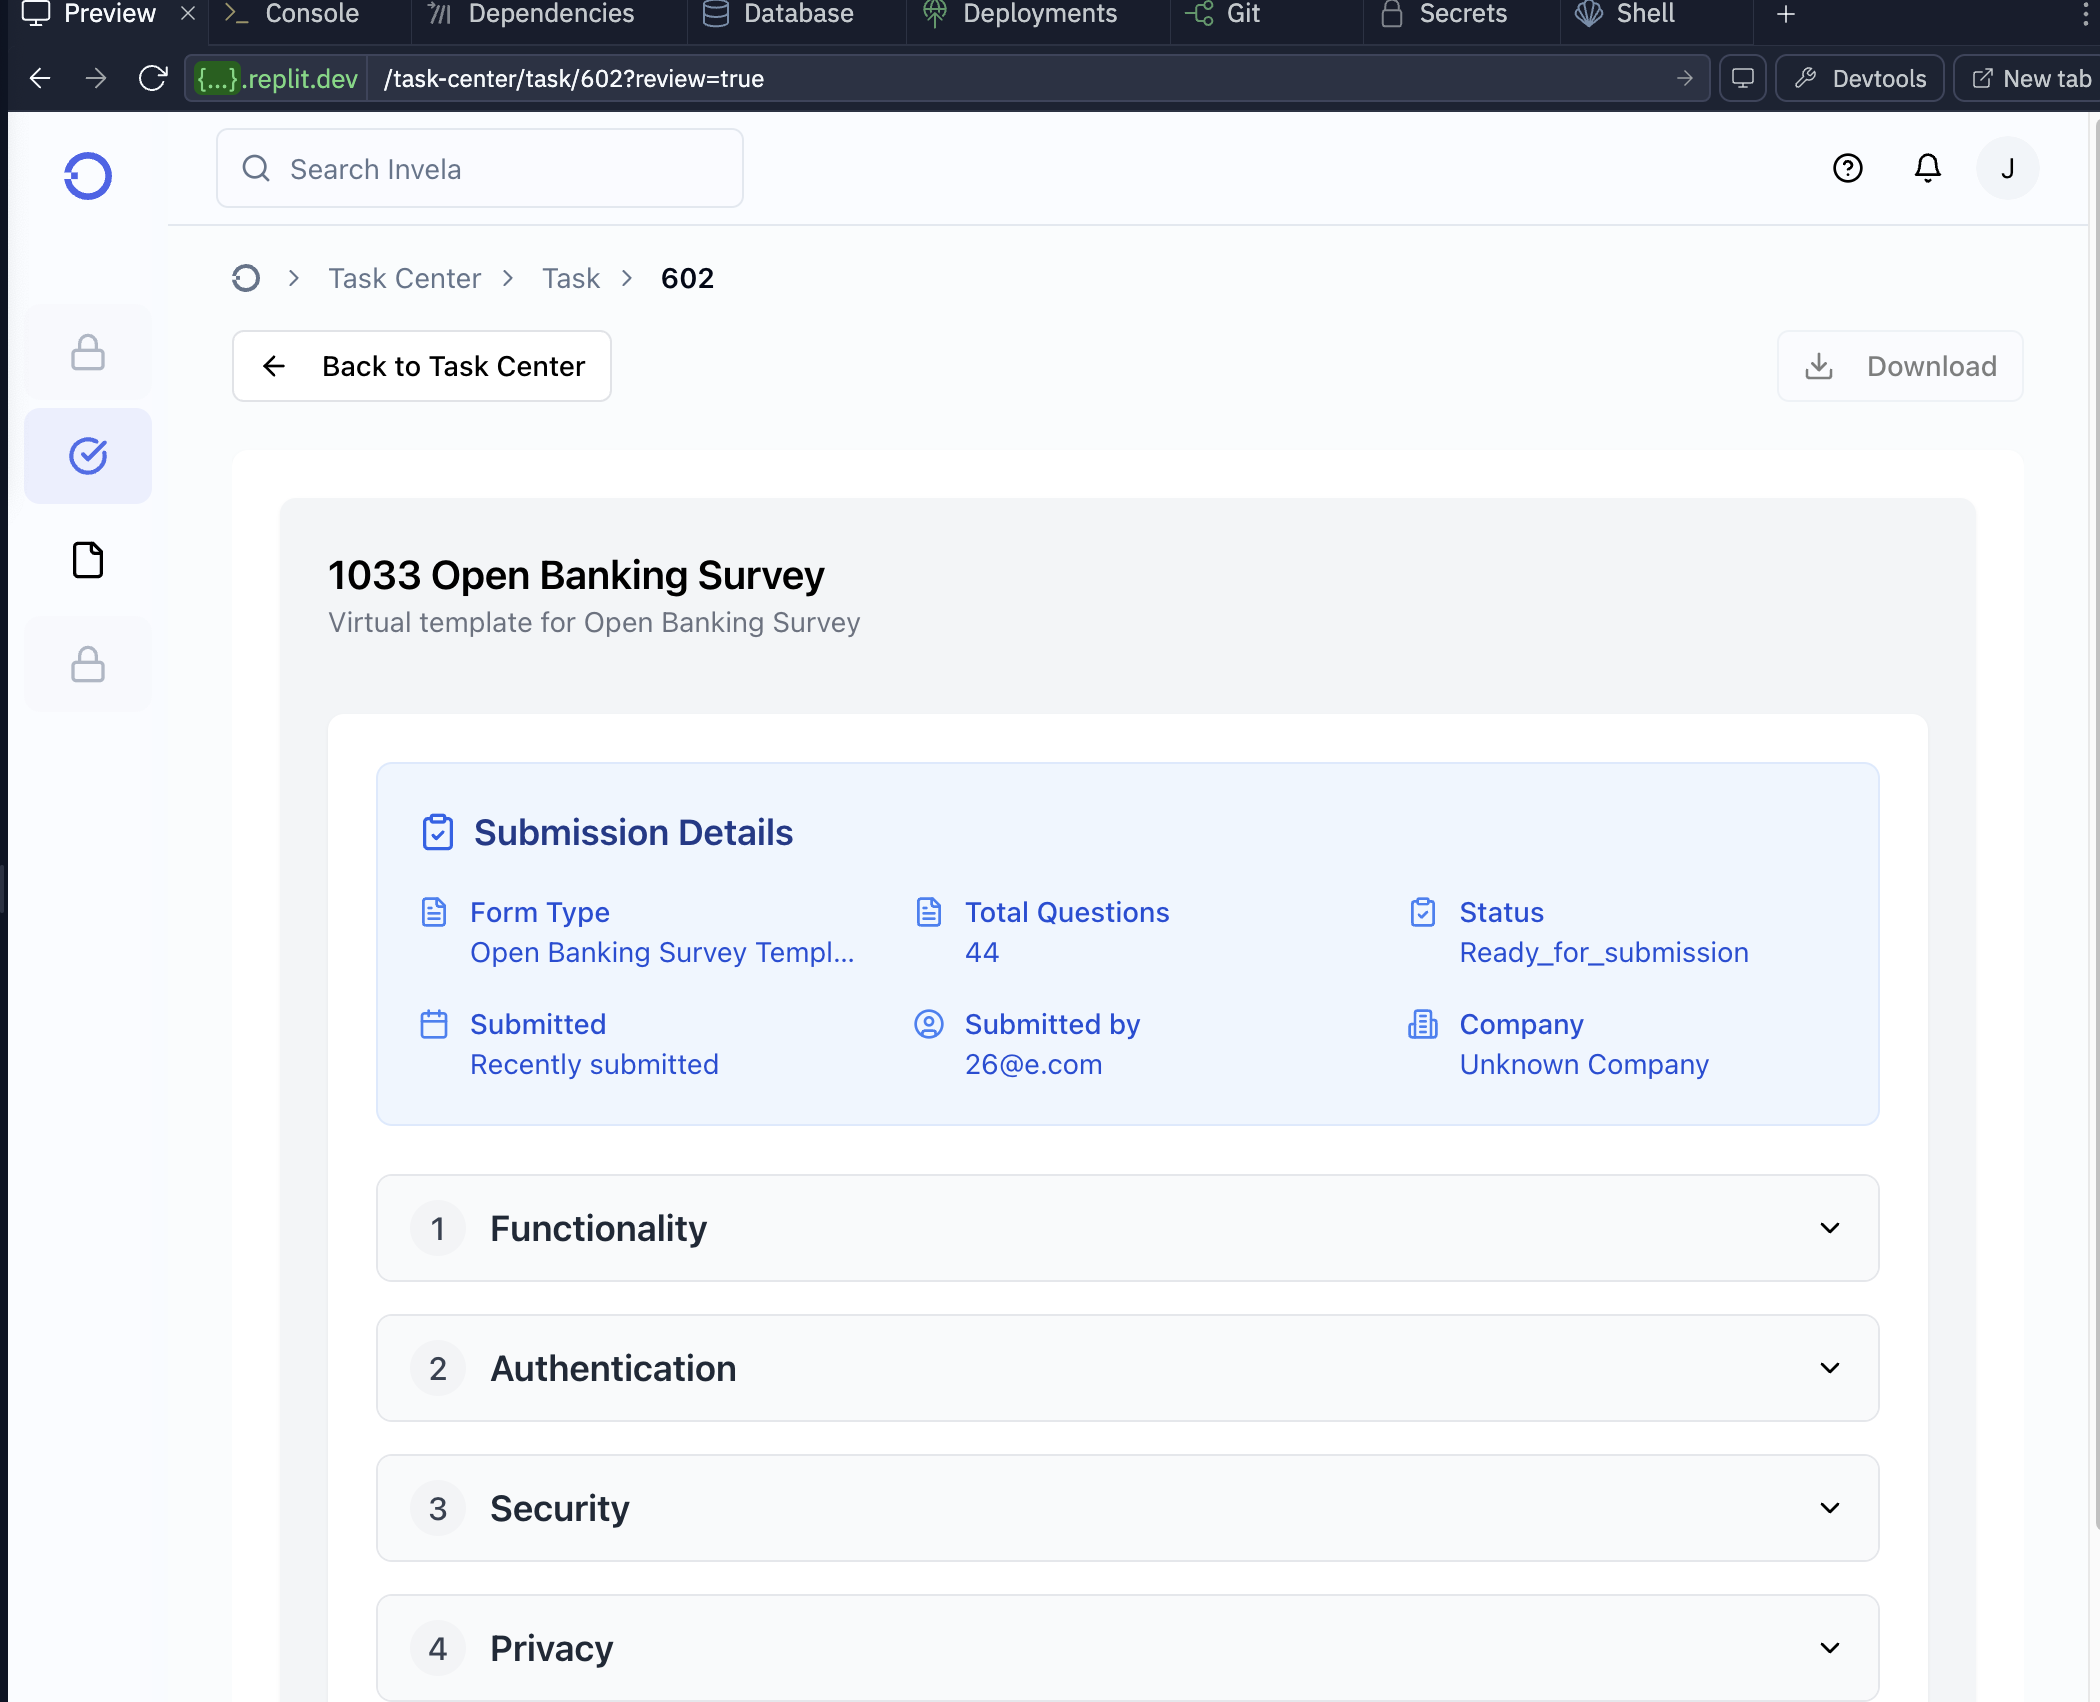 Preview
Console
Dependencies
Database
Deployments
Git
Secrets
Shell
{...}.replit.dev
/task-center/task/602?review=true
Devtools
New tab
Search Invela
J
Task Center
Task
602
Back to Task Center
Download
1033 Open Banking Survey
Virtual template for Open Banking Survey
Submission Details
Form Type
Open Banking Survey Templ...
Total Questions
44
Status
Ready_for_submission
Submitted
Recently submitted
Submitted by
26@e.com
Company
Unknown Company
1 Functionality
2 Authentication
3 Security
4 Privacy